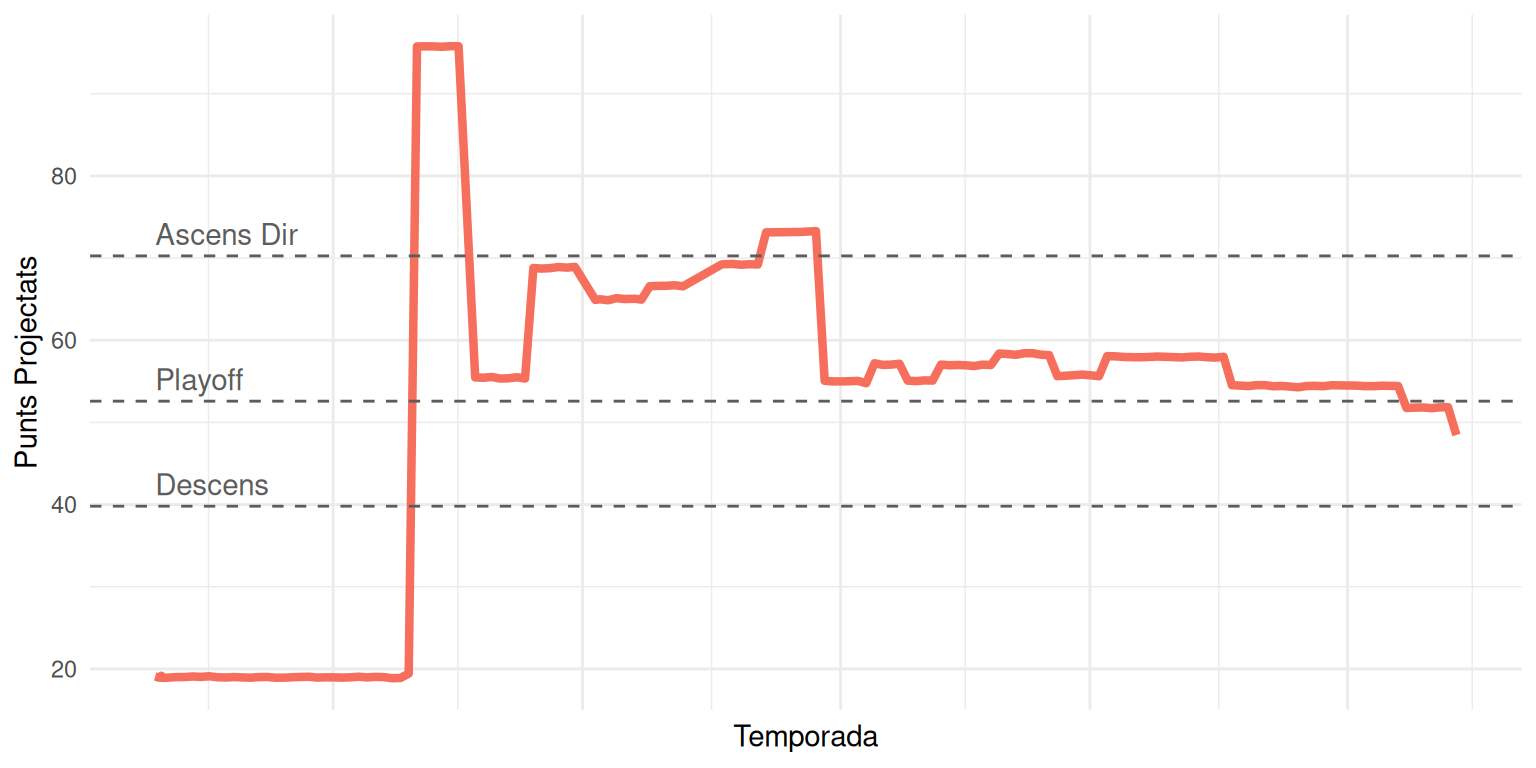 80
Ascens Dir
60
Playoff
Descens
40
20
Punts Projectats
Temporada